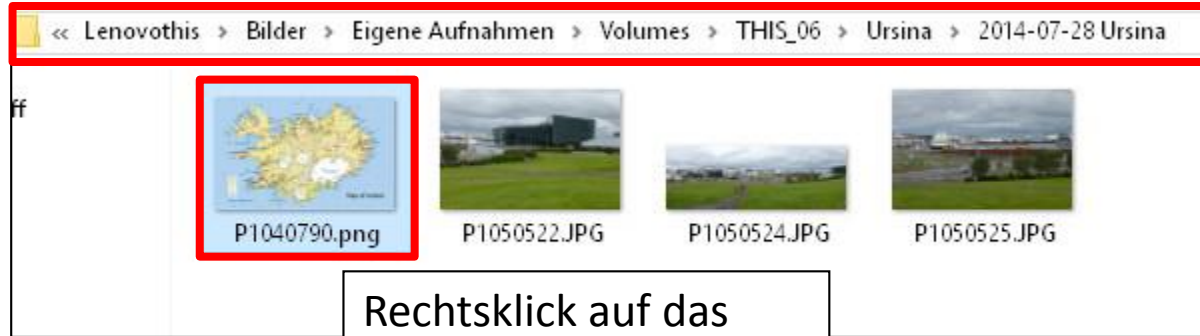 « Lenovothis > Bilder > Eigene Aufnahmen > Volumes > THIS_06 > Ursina > 2014-07-28 Ursina
ff
P1040790.png P1050522.JPG P1050524.JPG P1050525.JPG
Rechtsklick auf das